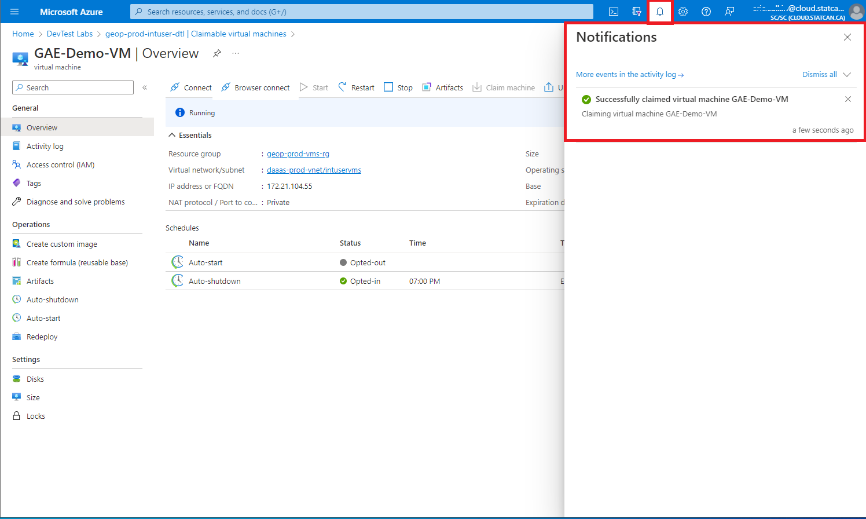 Microsoft Azure
Search resources, services, and docs (G+/)
@cloud.statcan.ca...
SC/SC (CLOUD.STATCAN.CA)
Home > DevTest Labs > geop-prod-intuser-dtl | Claimable virtual machines >
GAE-Demo-VM | Overview ...
virtual machine
Search
«
Connect
Browser connect
Start
Restart
Stop
Artifacts
Claim machine
U
General
Overview
Activity log
Access control (IAM)
Tags
Diagnose and solve problems
Operations
Create custom image
Create formula (reusable base)
Artifacts
Auto-shutdown
Auto-start
Redeploy
Settings
Disks
Size
Locks
Running
Essentials
Resource group : geop-prod-vms-rg
Size
Virtual network/subnet : daaas-prod-vnet/intuservms
Operating s
IP address or FQDN : 172.21.104.55
Base
NAT protocol / Port to co... : Private
Expiration d
Schedules
Name Status Time T
Auto-start Opted-out
Auto-shutdown Opted-in 07:00 PM E
Notifications
More events in the activity log →
Dismiss all
Successfully claimed virtual machine GAE-Demo-VM
Claiming virtual machine GAE-Demo-VM
a few seconds ago